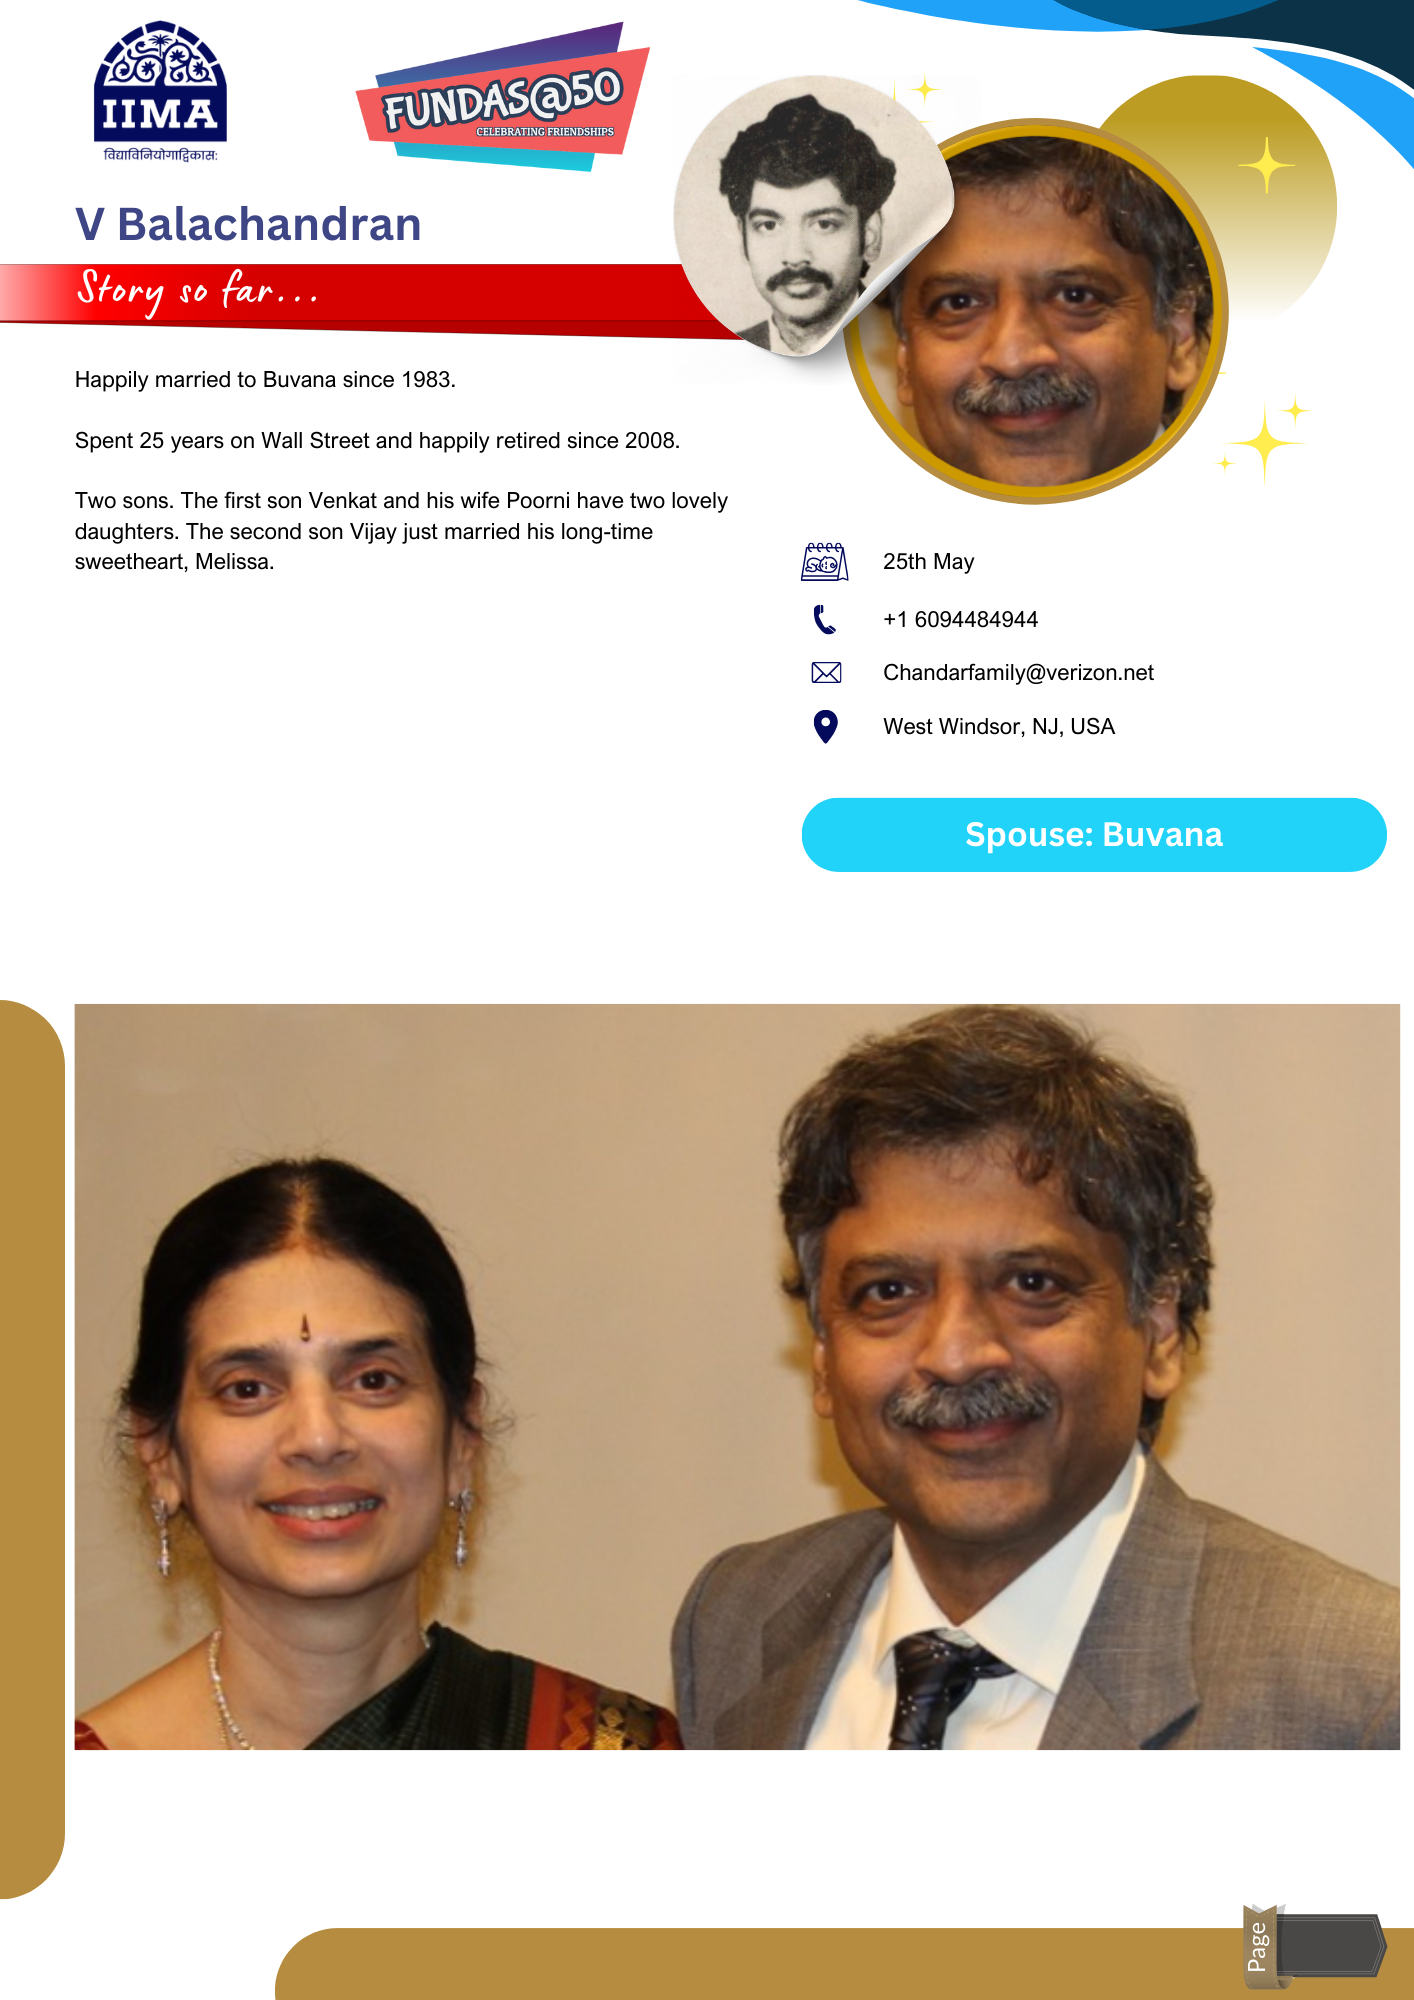 IIMA
विद्याविनियोगाद्विकासः
FUNDAS@50
CELEBRATING FRIENDSHIPS
V Balachandran
Story so far...
Happily married to Buvana since 1983.
Spent 25 years on Wall Street and happily retired since 2008.
Two sons. The first son Venkat and his wife Poorni have two lovely
daughters. The second son Vijay just married his long-time
sweetheart, Melissa.
25th May
+1 6094484944
Chandarfamily@verizon.net
West Windsor, NJ, USA
Spouse: Buvana
Page